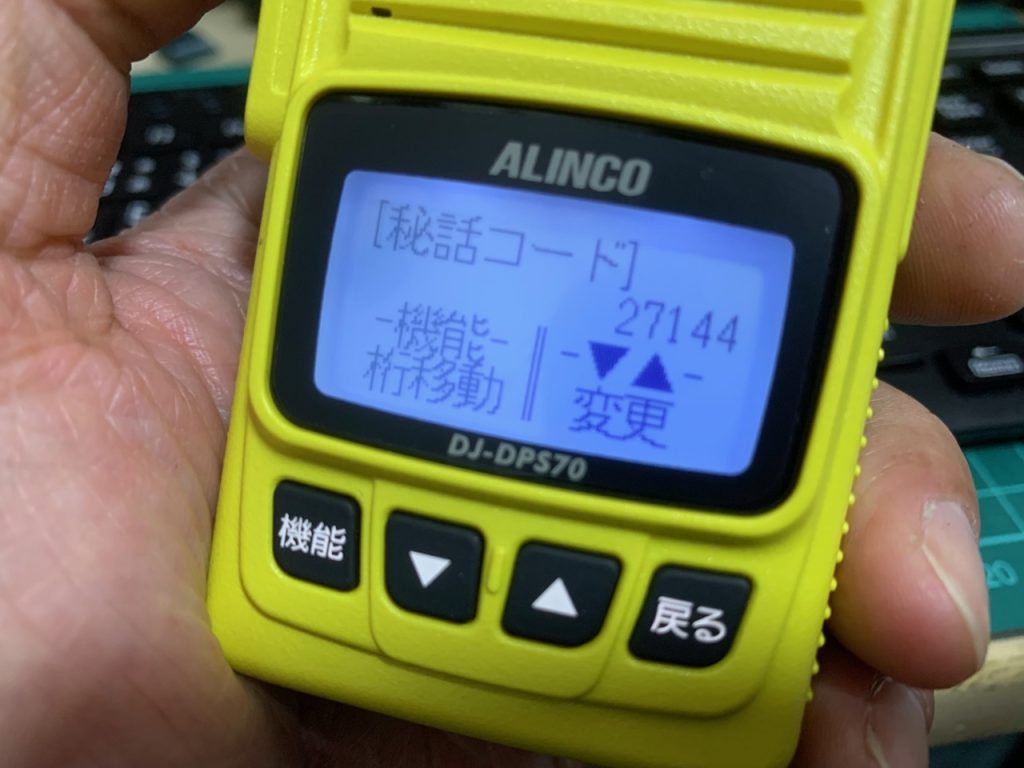 ALINCO
[秘話コード]
27144
-機能- -▼▲-
桁移動 変更
DJ-DPS70
機能 ▼ ▲ 戻る